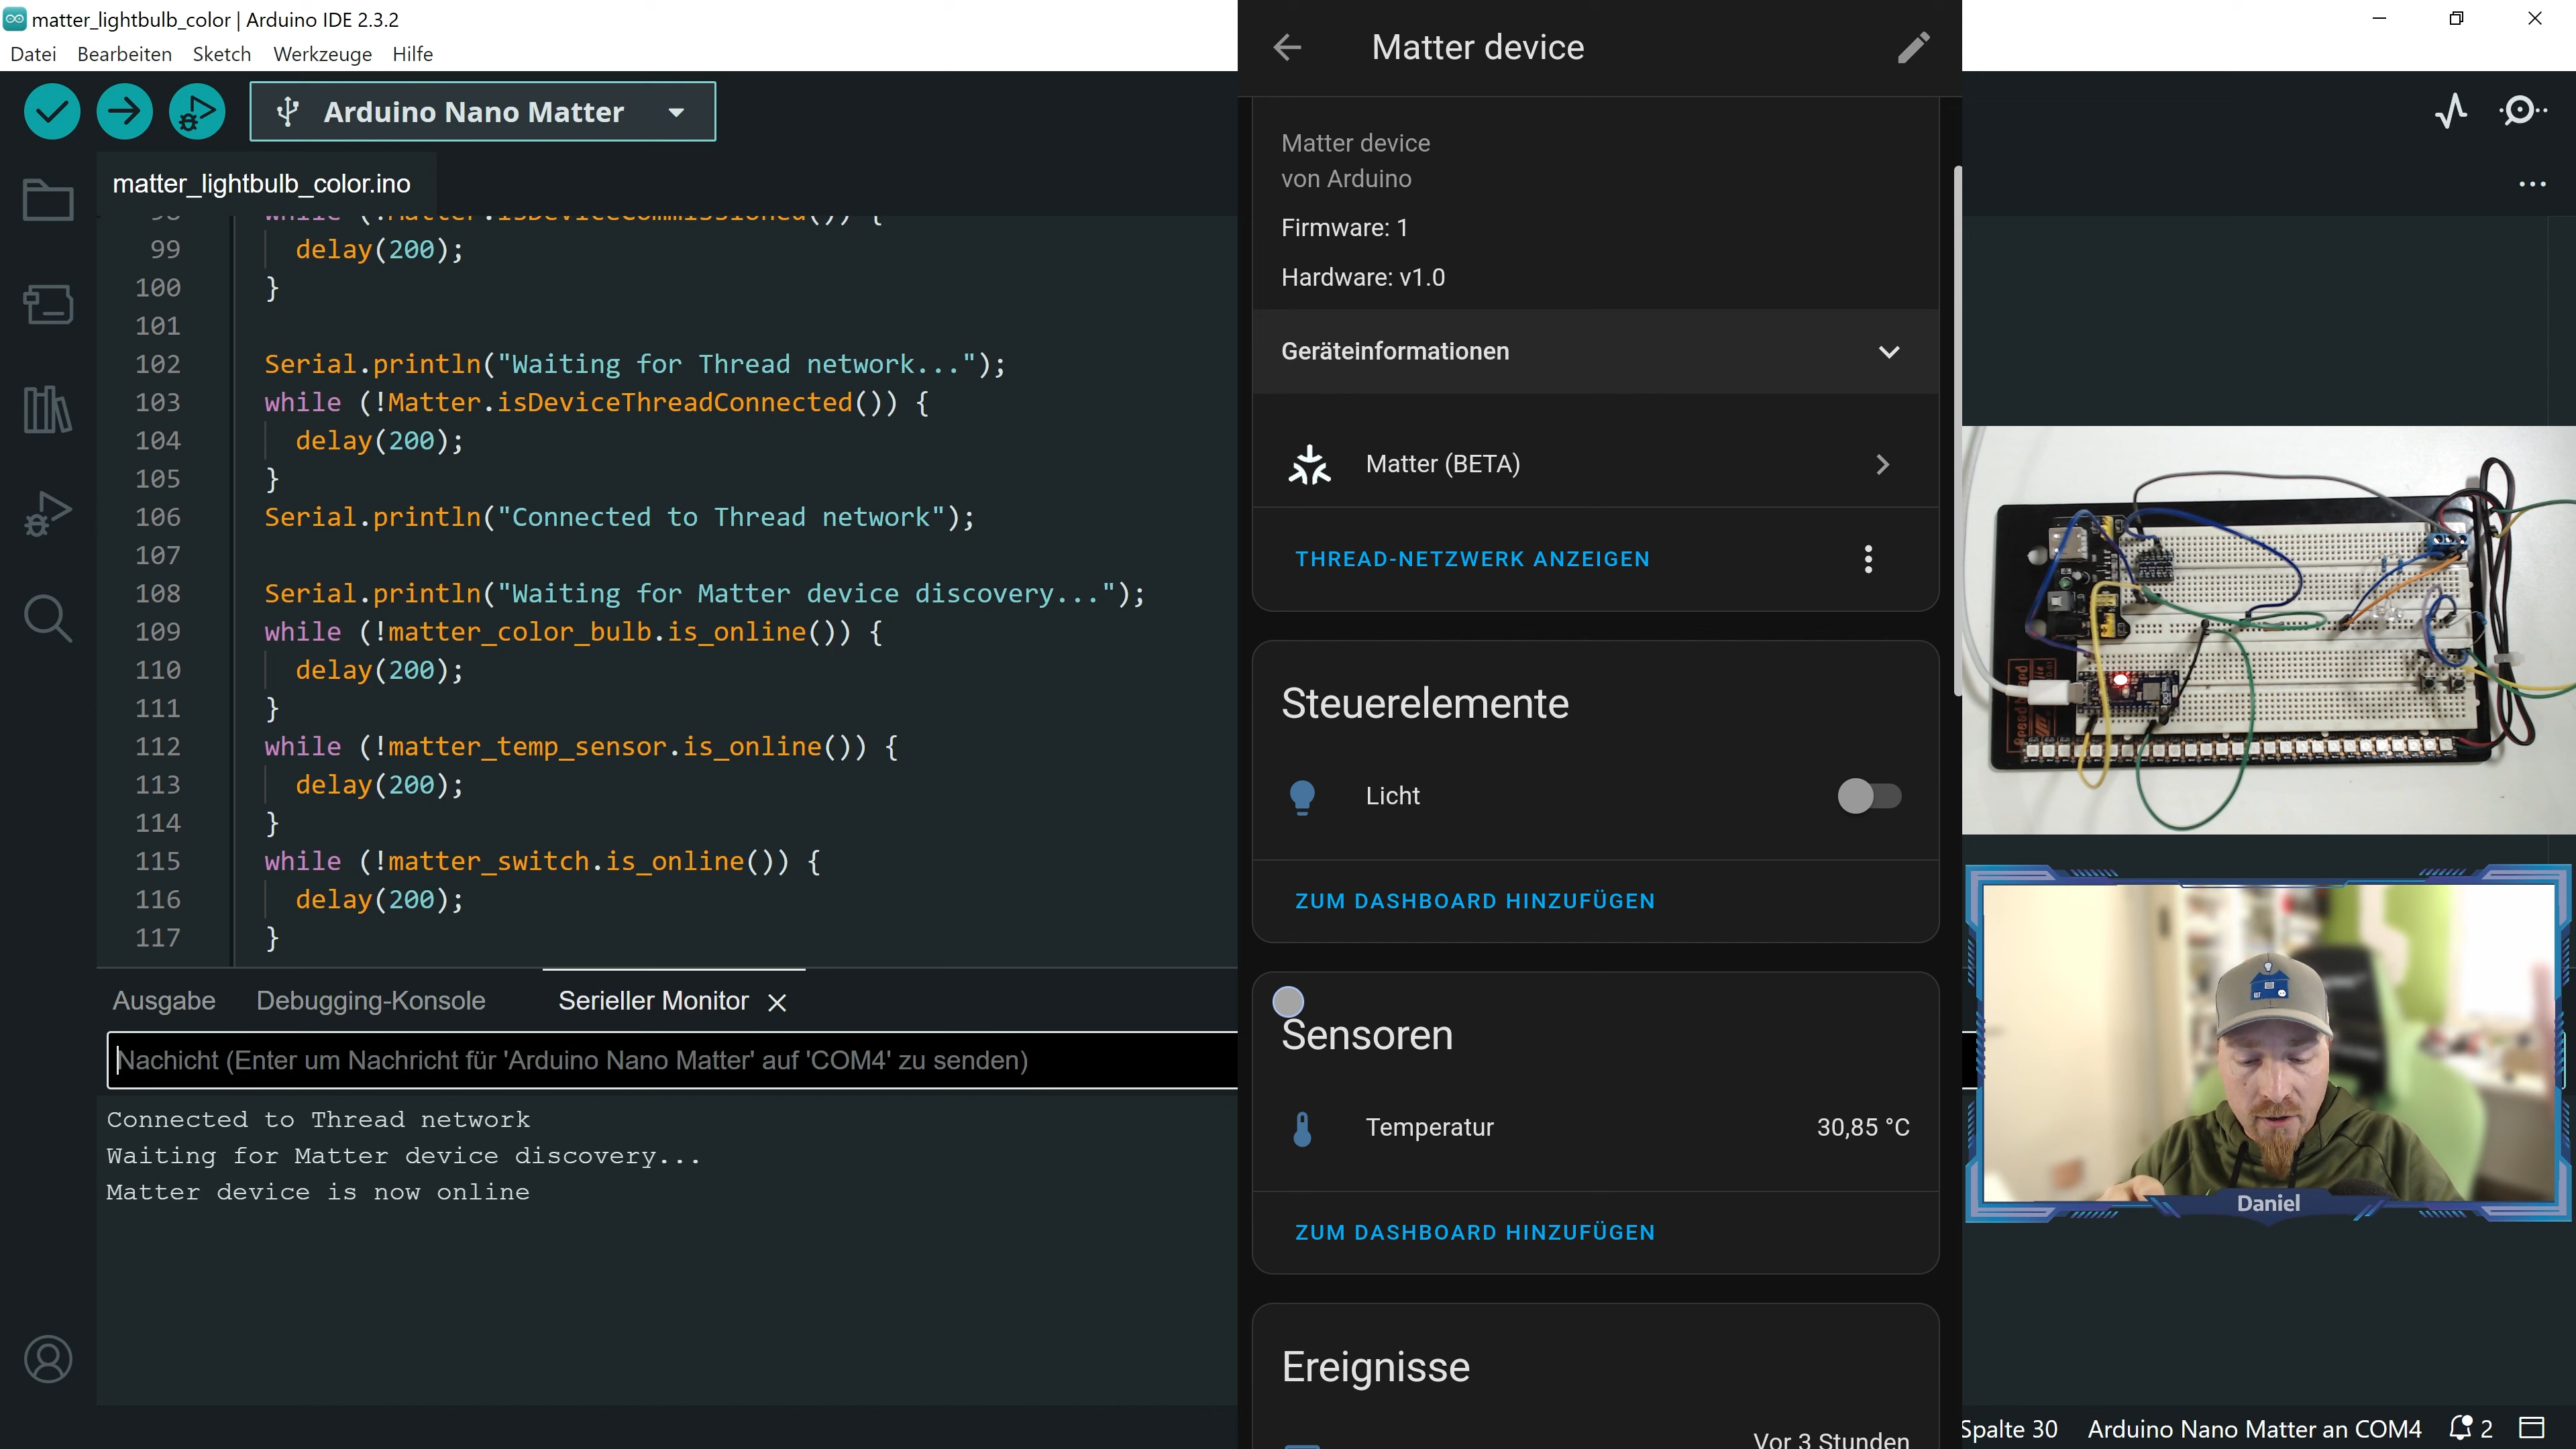 matter_lightbulb_color | Arduino IDE 2.3.2
Datei Bearbeiten Sketch Werkzeuge Hilfe
Arduino Nano Matter
matter_lightbulb_color.ino
98 while (!Matter.isDeviceCommissioned()) {
99 delay(200);
100 }
101
102 Serial.println("Waiting for Thread network...");
103 while (!Matter.isDeviceThreadConnected()) {
104 delay(200);
105 }
106 Serial.println("Connected to Thread network");
107
108 Serial.println("Waiting for Matter device discovery...");
109 while (!matter_color_bulb.is_online()) {
110 delay(200);
111 }
112 while (!matter_temp_sensor.is_online()) {
113 delay(200);
114 }
115 while (!matter_switch.is_online()) {
116 delay(200);
117 }
Ausgabe Debugging-Konsole Serieller Monitor
Nachicht (Enter um Nachricht für 'Arduino Nano Matter' auf 'COM4' zu senden)
Connected to Thread network
Waiting for Matter device discovery...
Matter device is now online
Matter device
Matter device
von Arduino
Firmware: 1
Hardware: v1.0
Geräteinformationen
Matter (BETA)
THREAD-NETZWERK ANZEIGEN
Steuerelemente
Licht
ZUM DASHBOARD HINZUFÜGEN
Sensoren
Temperatur 30,85 °C
ZUM DASHBOARD HINZUFÜGEN
Ereignisse
Vor 3 Stunden
Daniel
Spalte 30 Arduino Nano Matter an COM4 2